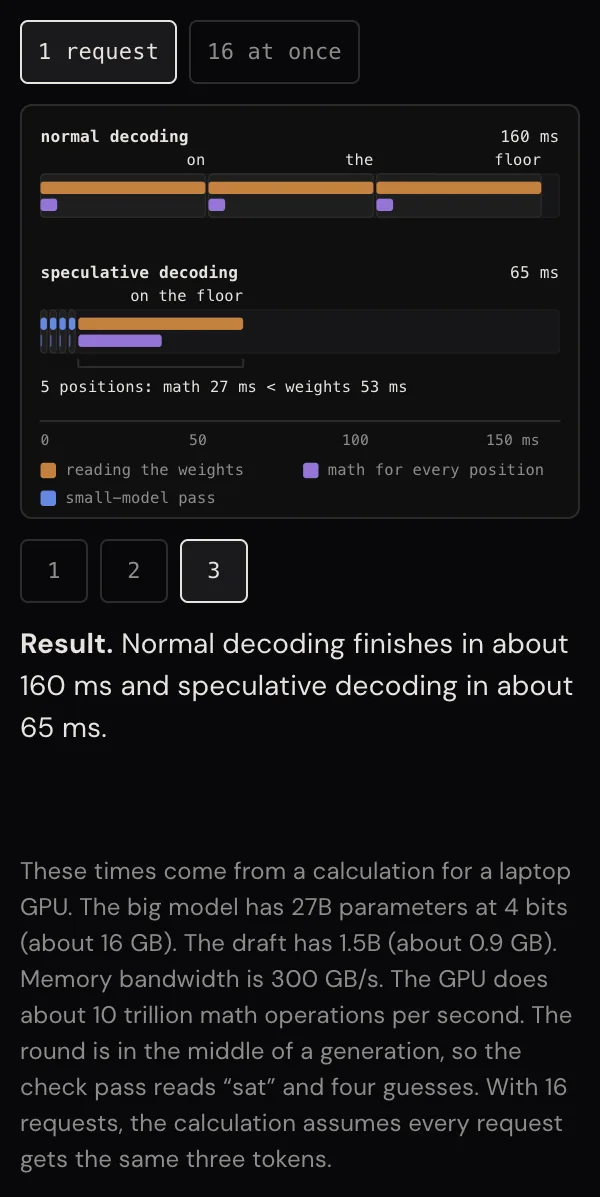 1 request
16 at once
normal decoding
160 ms
on
the
floor
speculative decoding
65 ms
on the floor
5 positions: math 27 ms < weights 53 ms
0
50
100
150 ms
reading the weights
math for every position
small-model pass
1
2
3
Result. Normal decoding finishes in about
160 ms and speculative decoding in about
65 ms.
These times come from a calculation for a laptop
GPU. The big model has 27B parameters at 4 bits
(about 16 GB). The draft has 1.5B (about 0.9 GB).
Memory bandwidth is 300 GB/s. The GPU does
about 10 trillion math operations per second. The
round is in the middle of a generation, so the
check pass reads “sat” and four guesses. With 16
requests, the calculation assumes every request
gets the same three tokens.